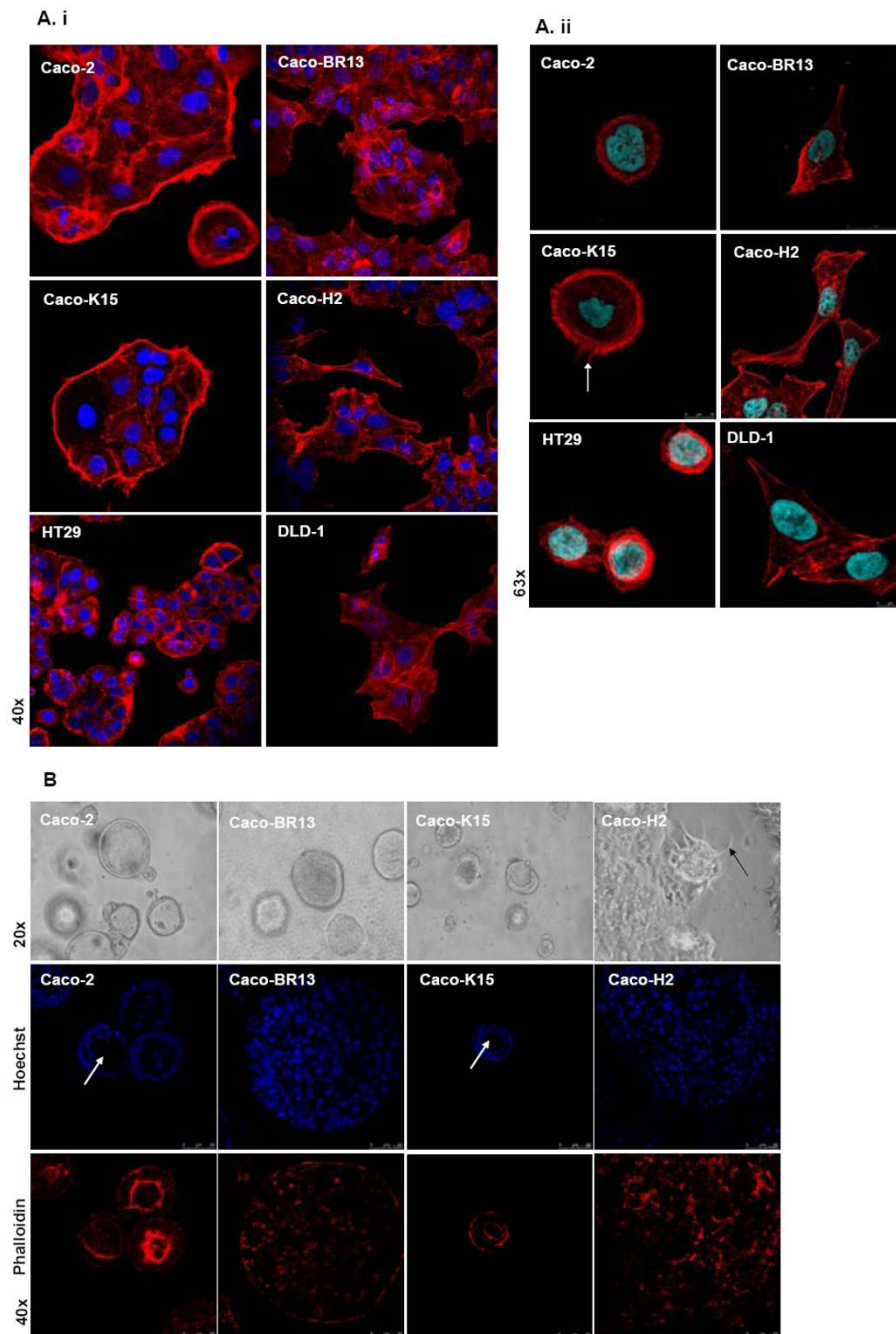 A. i
Caco-2
Caco-BR13
Caco-K15
Caco-H2
HT29
DLD-1
40x
A. ii
Caco-2
Caco-BR13
Caco-K15
Caco-H2
HT29
DLD-1
63x
B
Caco-2
Caco-BR13
Caco-K15
Caco-H2
20x
Caco-2
Caco-BR13
Caco-K15
Caco-H2
Hoechst
Phalloidin
40x